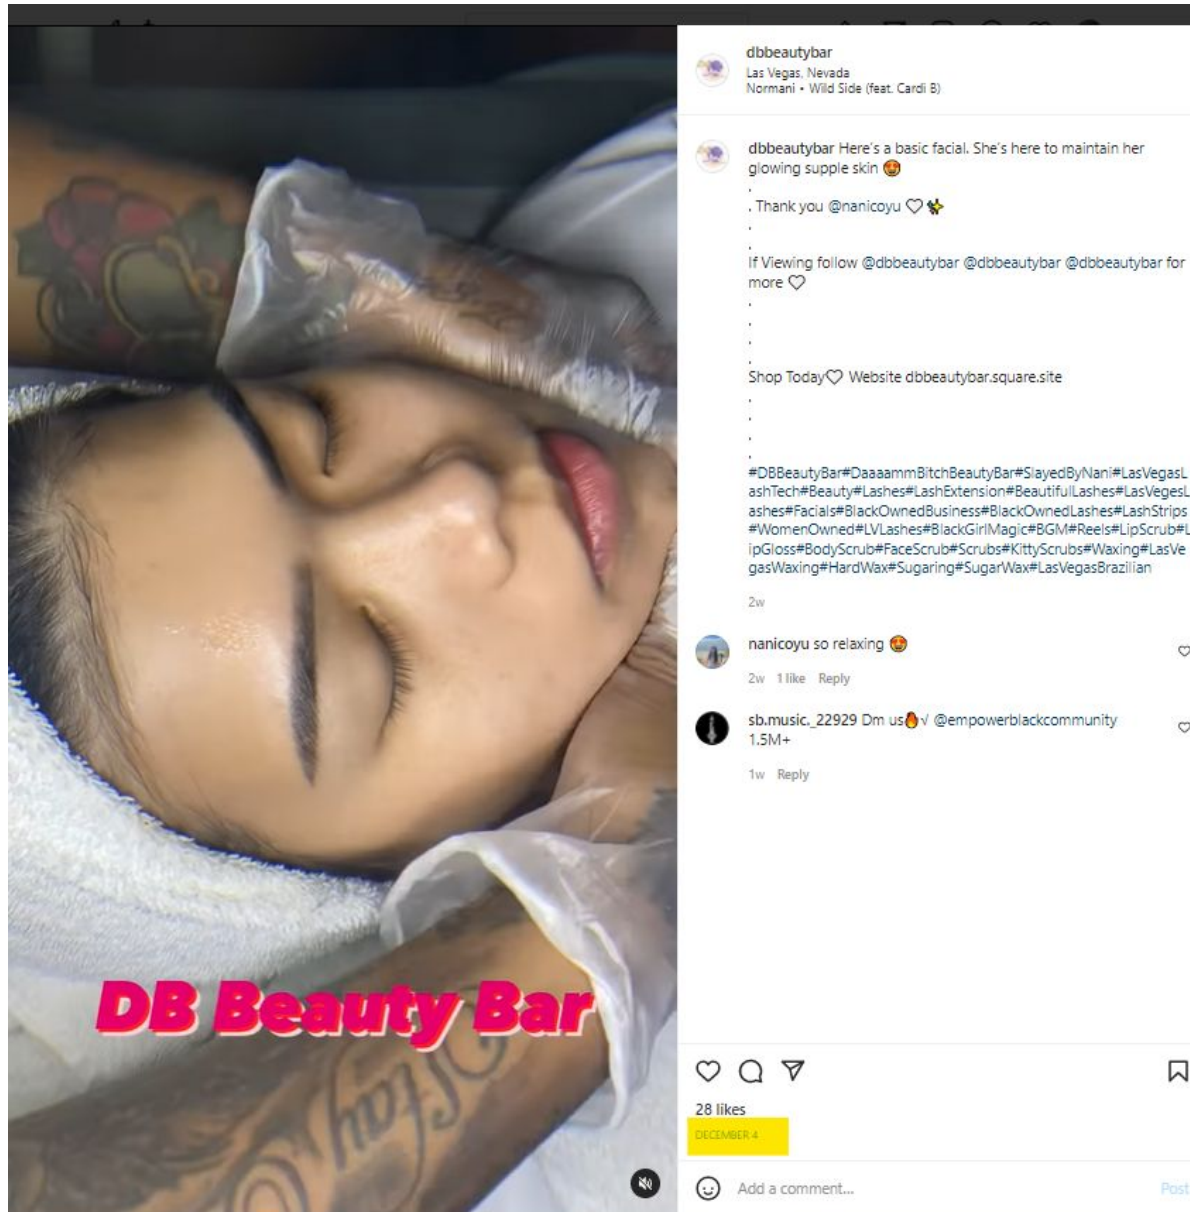 dbbeautybar
Las Vegas, Nevada
Normani • Wild Side (feat. Cardi B)
dbbeautybar Here's a basic facial. She's here to maintain her
glowing supple skin 🤩
.
. Thank you @nanicoyu ♡ ✨
.
.
If Viewing follow @dbbeautybar @dbbeautybar @dbbeautybar for
more ♡
.
.
.
.
Shop Today♡ Website dbbeautybar.square.site
.
.
.
.
#DBBeautyBar#DaaaammBitchBeautyBar#SlayedByNani#LasVegasL
ashTech#Beauty#Lashes#LashExtension#BeautifulLashes#LasVegesL
ashes#Facials#BlackOwnedBusiness#BlackOwnedLashes#LashStrips
#WomenOwned#LVLashes#BlackGirlMagic#BGM#Reels#LipScrub#L
ipGloss#BodyScrub#FaceScrub#Scrubs#KittyScrubs#Waxing#LasVe
gasWaxing#HardWax#Sugaring#SugarWax#LasVegasBrazilian
2w
nanicoyu so relaxing 🤩
2w 1 like Reply
sb.music._22929 Dm us🔥√ @empowerblackcommunity
1.5M+
1w Reply
DB Beauty Bar
Stay
28 likes
DECEMBER 4
Add a comment...
Post